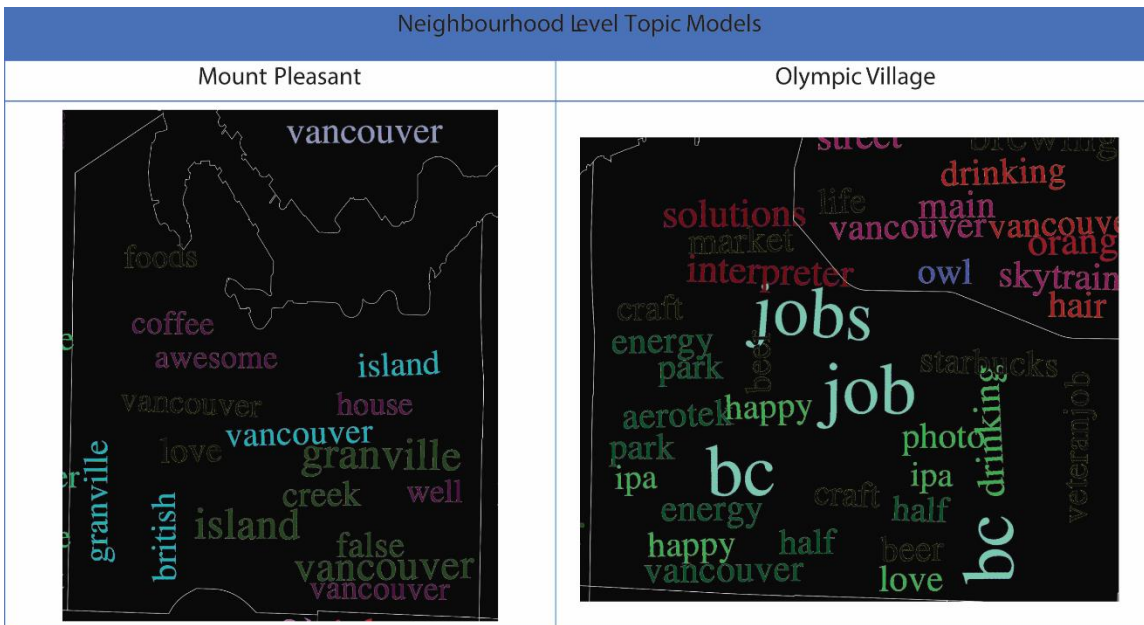 Neighbourhood Level Topic Models
Mount Pleasant
Olympic Village
vancouver
foods
coffee
awesome
island
vancouver
house
vancouver
love
granville
granville
creek
well
british
island
false
vancouver
vancouver
street
brewing
drinking
life
main
solutions
vancouver
vancouve
market
orang
interpreter
owl
skytrain
hair
craft
jobs
energy
beer
starbucks
park
job
aerotek
happy
drinking
veteranjob
park
photo
ipa
bc
ipa
craft
energy
half
happy
half
beer
bc
vancouver
love